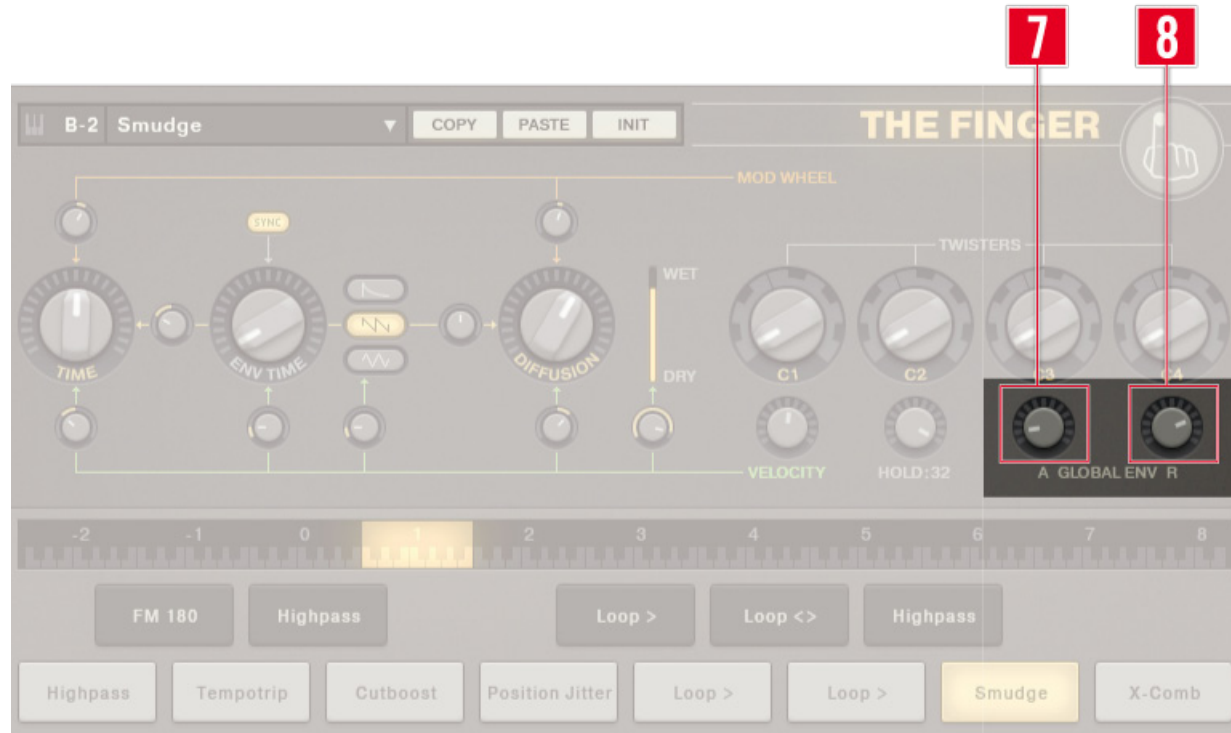 7 8
B-2 Smudge COPY PASTE INIT THE FINGER
MOD WHEEL
SYNC
TWISTERS
WET
TIME ENV TIME DIFFUSION DRY C1 C2 C3 C4
VELOCITY HOLD:32 A GLOBAL ENV R
-2 -1 0 1 2 3 4 5 6 7 8
FM 180 Highpass Loop > Loop <> Highpass
Highpass Tempotrip Cutboost Position Jitter Loop > Loop > Smudge X-Comb